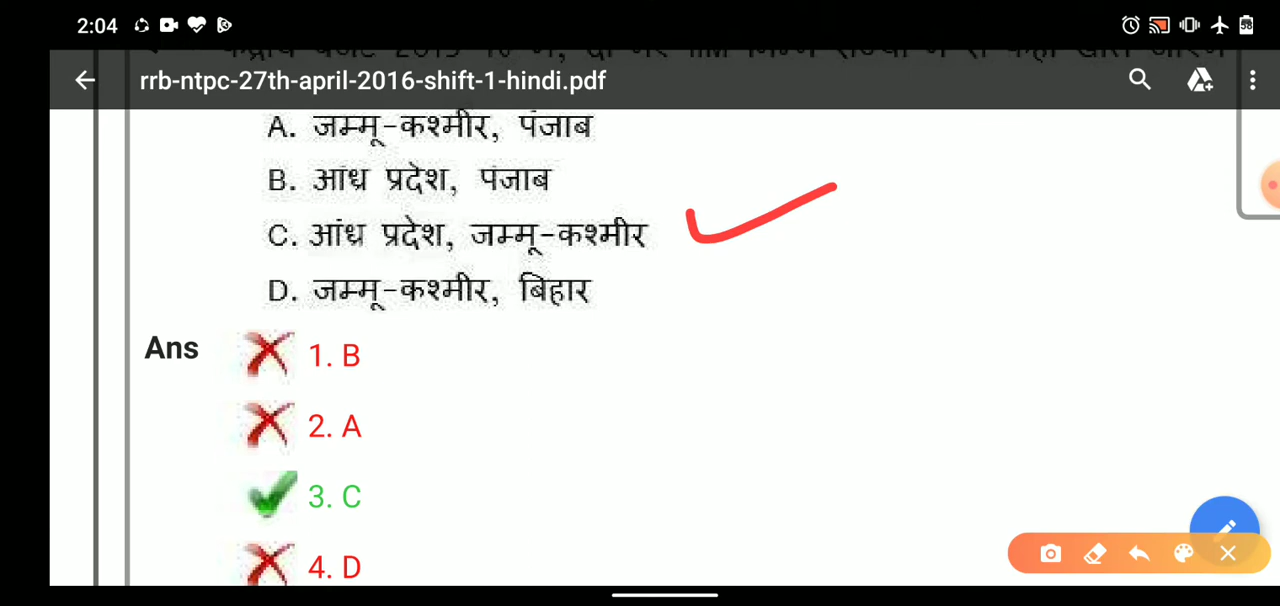 2:04
58
rrb-ntpc-27th-april-2016-shift-1-hindi.pdf
A. जम्मू-कश्मीर, पंजाब
B. आंध्र प्रदेश, पंजाब
C. आंध्र प्रदेश, जम्मू-कश्मीर
D. जम्मू-कश्मीर, बिहार
Ans
1. B
2. A
3. C
4. D